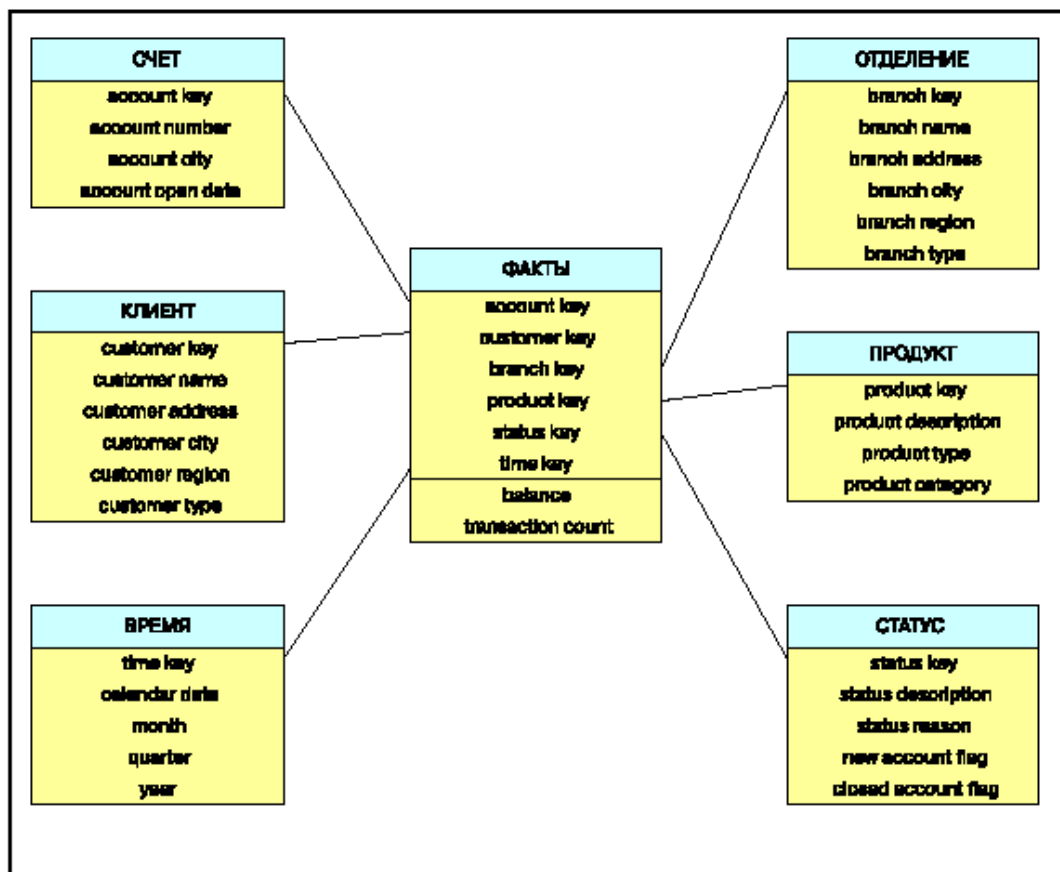 СЧЕТ
account key
account number
account city
account open date
КЛИЕНТ
customer key
customer name
customer address
customer city
customer region
customer type
ВРЕМЯ
time key
calendar date
month
quarter
year
ФАКТЫ
account key
customer key
branch key
product key
status key
time key
balance
transaction count
ОТДЕЛЕНИЕ
branch key
branch name
branch address
branch city
branch region
branch type
ПРОДУКТ
product key
product description
product type
product category
СТАТУС
status key
status description
status reason
new account flag
closed account flag